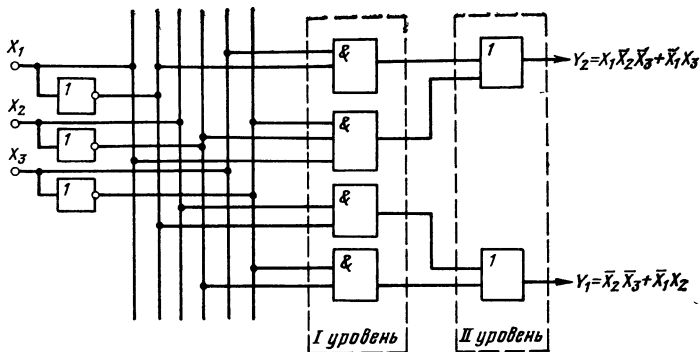 X₁
1
X₂
1
X₃
1
&
&
&
&
1
1
Y₂=X₁X̄₂X̄₃+X̄₁X₃
Y₁=X̄₂X̄₃+X̄₁X₂
I уровень
II уровень